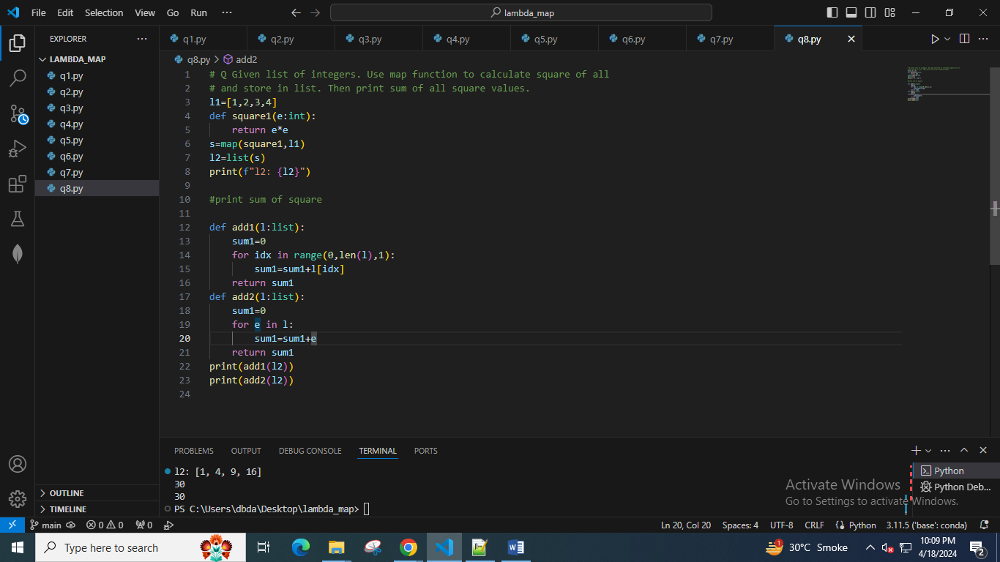 File Edit Selection View Go Run ··· lambda_map
EXPLORER ···
LAMBDA_MAP
q1.py
q2.py
q3.py
q4.py
q5.py
q6.py
q7.py
q8.py
OUTLINE
TIMELINE
q1.py q2.py q3.py q4.py q5.py q6.py q7.py q8.py
q8.py > add2
1 # Q Given list of integers. Use map function to calculate square of all
2 # and store in list. Then print sum of all square values.
3 l1=[1,2,3,4]
4 def square1(e:int):
5     return e*e
6 s=map(square1,l1)
7 l2=list(s)
8 print(f"l2: {l2}")
9
10 #print sum of square
11
12 def add1(l:list):
13     sum1=0
14     for idx in range(0,len(l),1):
15         sum1=sum1+l[idx]
16     return sum1
17 def add2(l:list):
18     sum1=0
19     for e in l:
20         sum1=sum1+e
21     return sum1
22 print(add1(l2))
23 print(add2(l2))
24
PROBLEMS OUTPUT DEBUG CONSOLE TERMINAL PORTS
l2: [1, 4, 9, 16]
30
30
PS C:\Users\dbda\Desktop\lambda_map>
Python
Python Deb...
Activate Windows
Go to Settings to activate Windows.
main 0 0 0 Ln 20, Col 20 Spaces: 4 UTF-8 CRLF Python 3.11.5 ('base': conda)
Type here to search 1 30°C Smoke 10:09 PM
4/18/2024 2